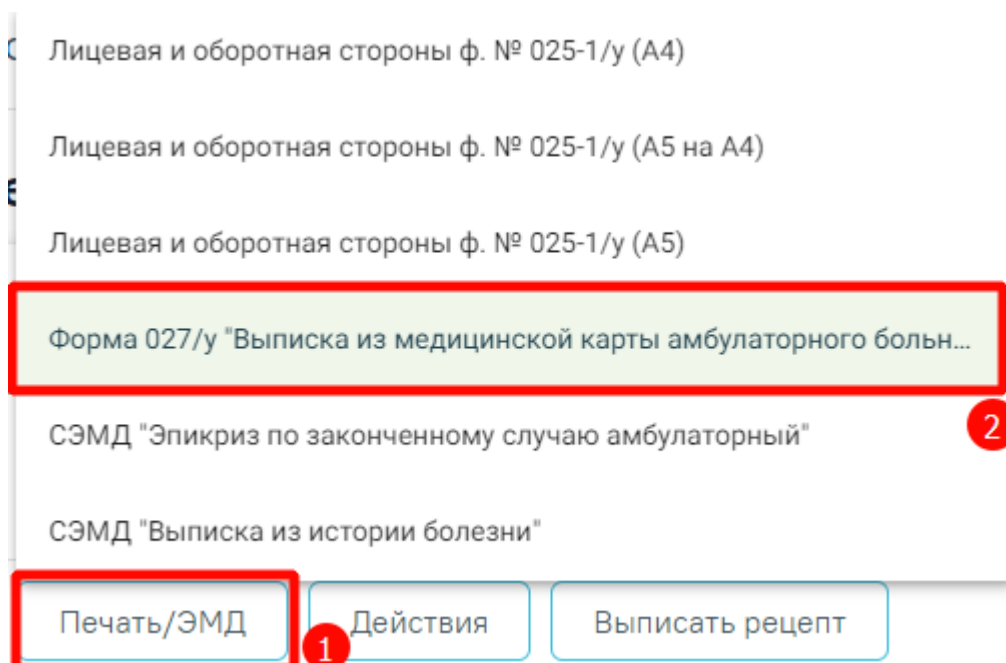 Лицевая и оборотная стороны ф. № 025-1/у (А4)
Лицевая и оборотная стороны ф. № 025-1/у (А5 на А4)
Лицевая и оборотная стороны ф. № 025-1/у (А5)
Форма 027/у "Выписка из медицинской карты амбулаторного больн...
2
СЭМД "Эпикриз по законченному случаю амбулаторный"
СЭМД "Выписка из истории болезни"
Печать/ЭМД 1 Действия Выписать рецепт